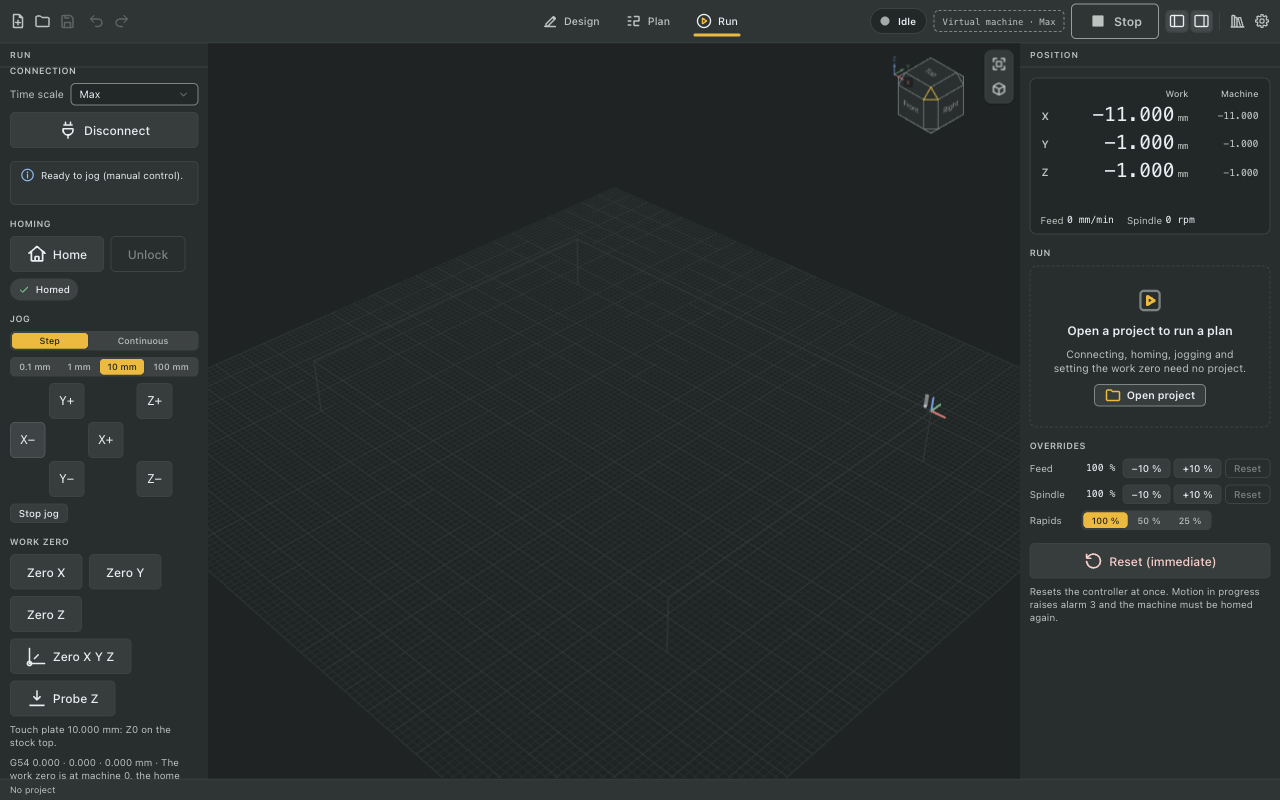 Design
Plan
Run
Idle
Virtual machine · Max
Stop
RUN
CONNECTION
Time scale
Max
Disconnect
Ready to jog (manual control).
HOMING
Home
Unlock
Homed
JOG
Step
Continuous
0.1 mm
1 mm
10 mm
100 mm
Y+
Z+
X−
X+
Y−
Z−
Stop jog
WORK ZERO
Zero X
Zero Y
Zero Z
Zero X Y Z
Probe Z
Touch plate 10.000 mm: Z0 on the
stock top.
G54 0.000 · 0.000 · 0.000 mm · The
work zero is at machine 0, the home
No project
Top
Front
Right
POSITION
Work
Machine
X −11.000 mm −11.000
Y −1.000 mm −1.000
Z −1.000 mm −1.000
Feed 0 mm/min Spindle 0 rpm
RUN
Open a project to run a plan
Connecting, homing, jogging and
setting the work zero need no project.
Open project
OVERRIDES
Feed 100 % −10 % +10 % Reset
Spindle 100 % −10 % +10 % Reset
Rapids 100 % 50 % 25 %
Reset (immediate)
Resets the controller at once. Motion in progress
raises alarm 3 and the machine must be homed
again.